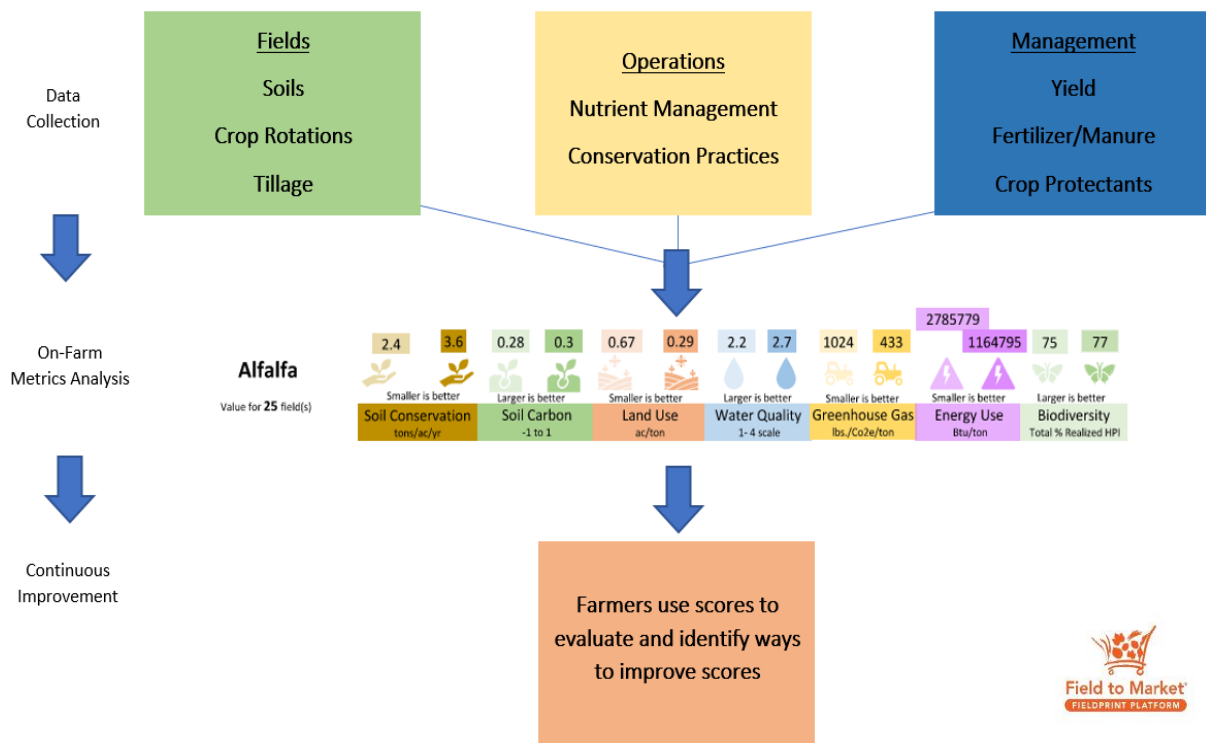 Fields
Soils
Crop Rotations
Tillage
Operations
Nutrient Management
Conservation Practices
Management
Yield
Fertilizer/Manure
Crop Protectants
Data
Collection
On-Farm
Metrics Analysis
Alfalfa
Value for 25 field(s)
2.4 3.6
Smaller is better
Soil Conservation
tons/ac/yr
0.28 0.3
Larger is better
Soil Carbon
-1 to 1
0.67 0.29
Smaller is better
Land Use
ac/ton
2.2 2.7
Larger is better
Water Quality
1- 4 scale
1024 433
Smaller is better
Greenhouse Gas
lbs./Co2e/ton
2785779
1164795
Smaller is better
Energy Use
Btu/ton
75 77
Larger is better
Biodiversity
Total % Realized HPI
Continuous
Improvement
Farmers use scores to
evaluate and identify ways
to improve scores
Field to Market®
FIELDPRINT PLATFORM